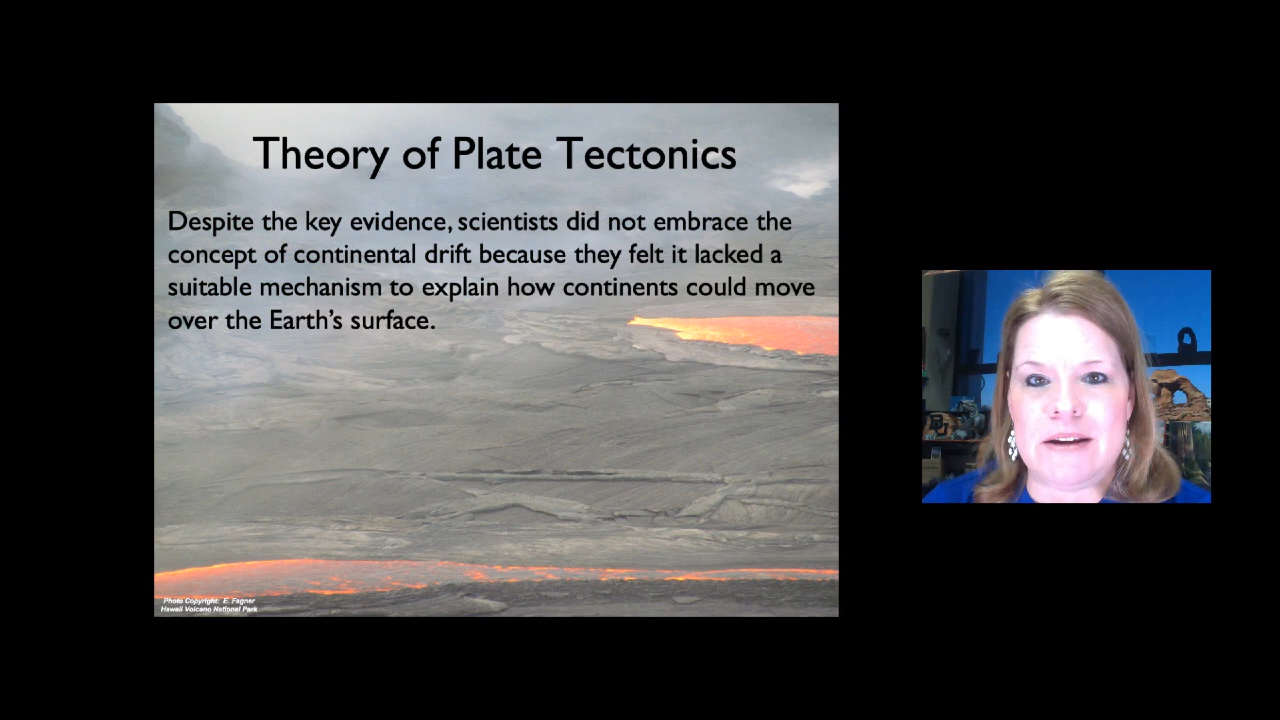 Theory of Plate Tectonics
Despite the key evidence, scientists did not embrace the
concept of continental drift because they felt it lacked a
suitable mechanism to explain how continents could move
over the Earth's surface.
Photo Copyright: E. Fagner
Hawaii Volcano National Park